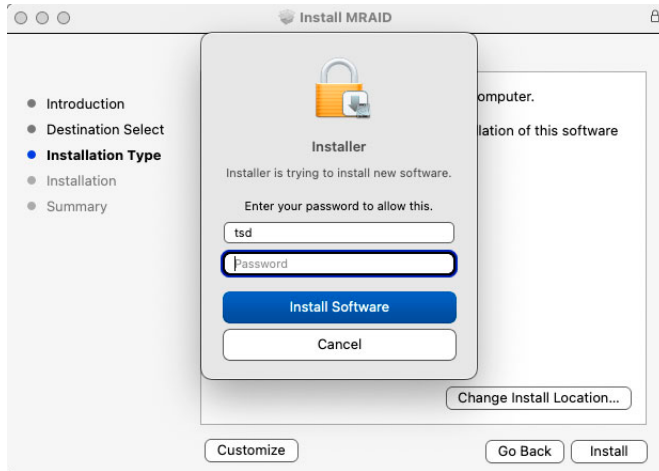 Install MRAID
Introduction
Destination Select
Installation Type
Installation
Summary
omputer.
lation of this software
Installer
Installer is trying to install new software.
Enter your password to allow this.
tsd
Password
Install Software
Cancel
Change Install Location...
Customize
Go Back
Install